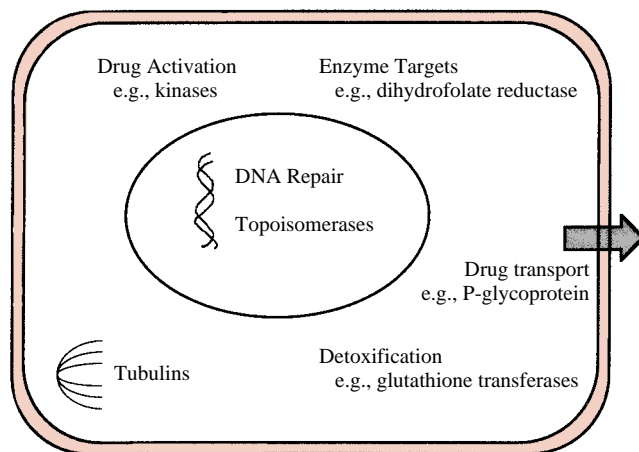 Drug Activation
e.g., kinases
Enzyme Targets
e.g., dihydrofolate reductase
DNA Repair
Topoisomerases
Drug transport
e.g., P-glycoprotein
Tubulins
Detoxification
e.g., glutathione transferases